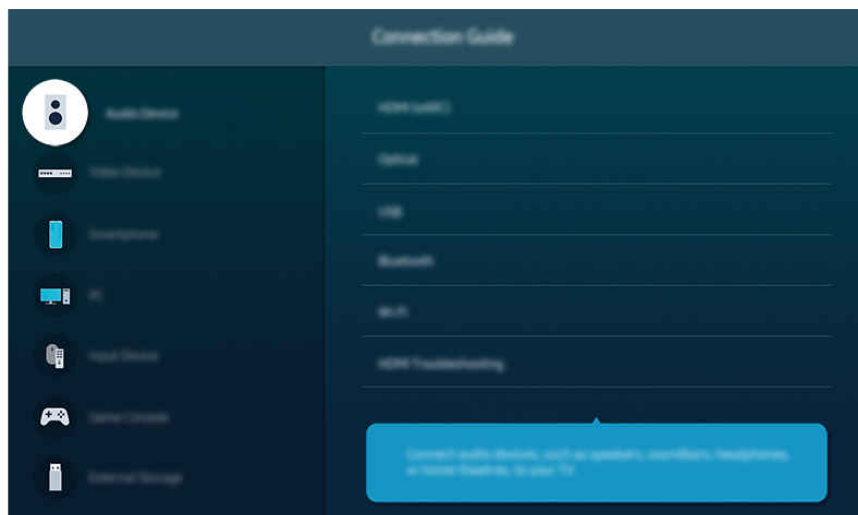 Connection Guide
Audio Device
Video Device
Smartphone
PC
Input Device
Game Console
External Storage
HDMI (eARC)
Optical
USB
Bluetooth
Wi-Fi
HDMI Troubleshooting
Connect audio devices, such as speakers, soundbars, headphones,
or home theatres, to your TV.